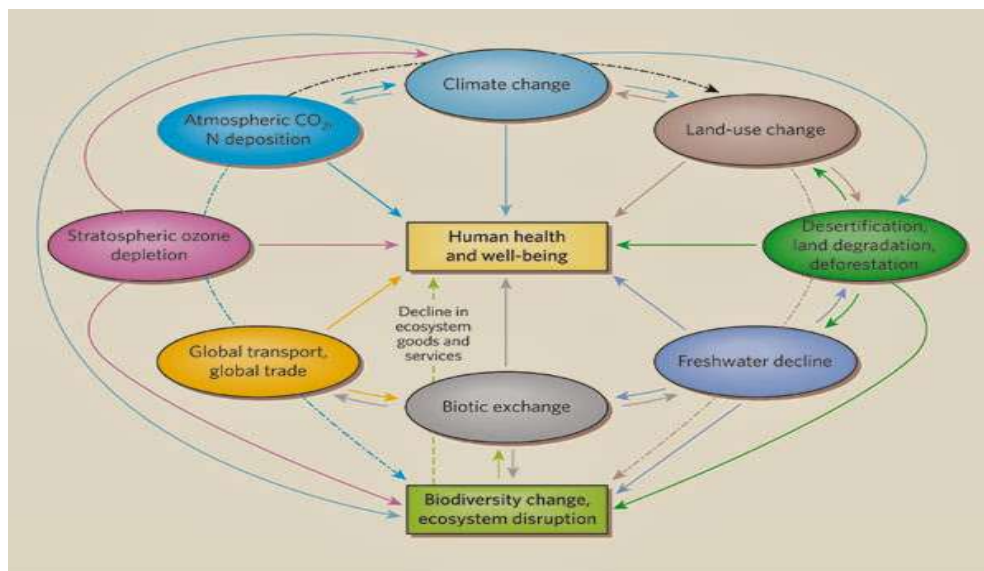 Climate change
Atmospheric CO2,
N deposition
Land-use change
Stratospheric ozone
depletion
Human health
and well-being
Desertification,
land degradation,
deforestation
Decline in
ecosystem
goods and
services
Global transport,
global trade
Freshwater decline
Biotic exchange
Biodiversity change,
ecosystem disruption